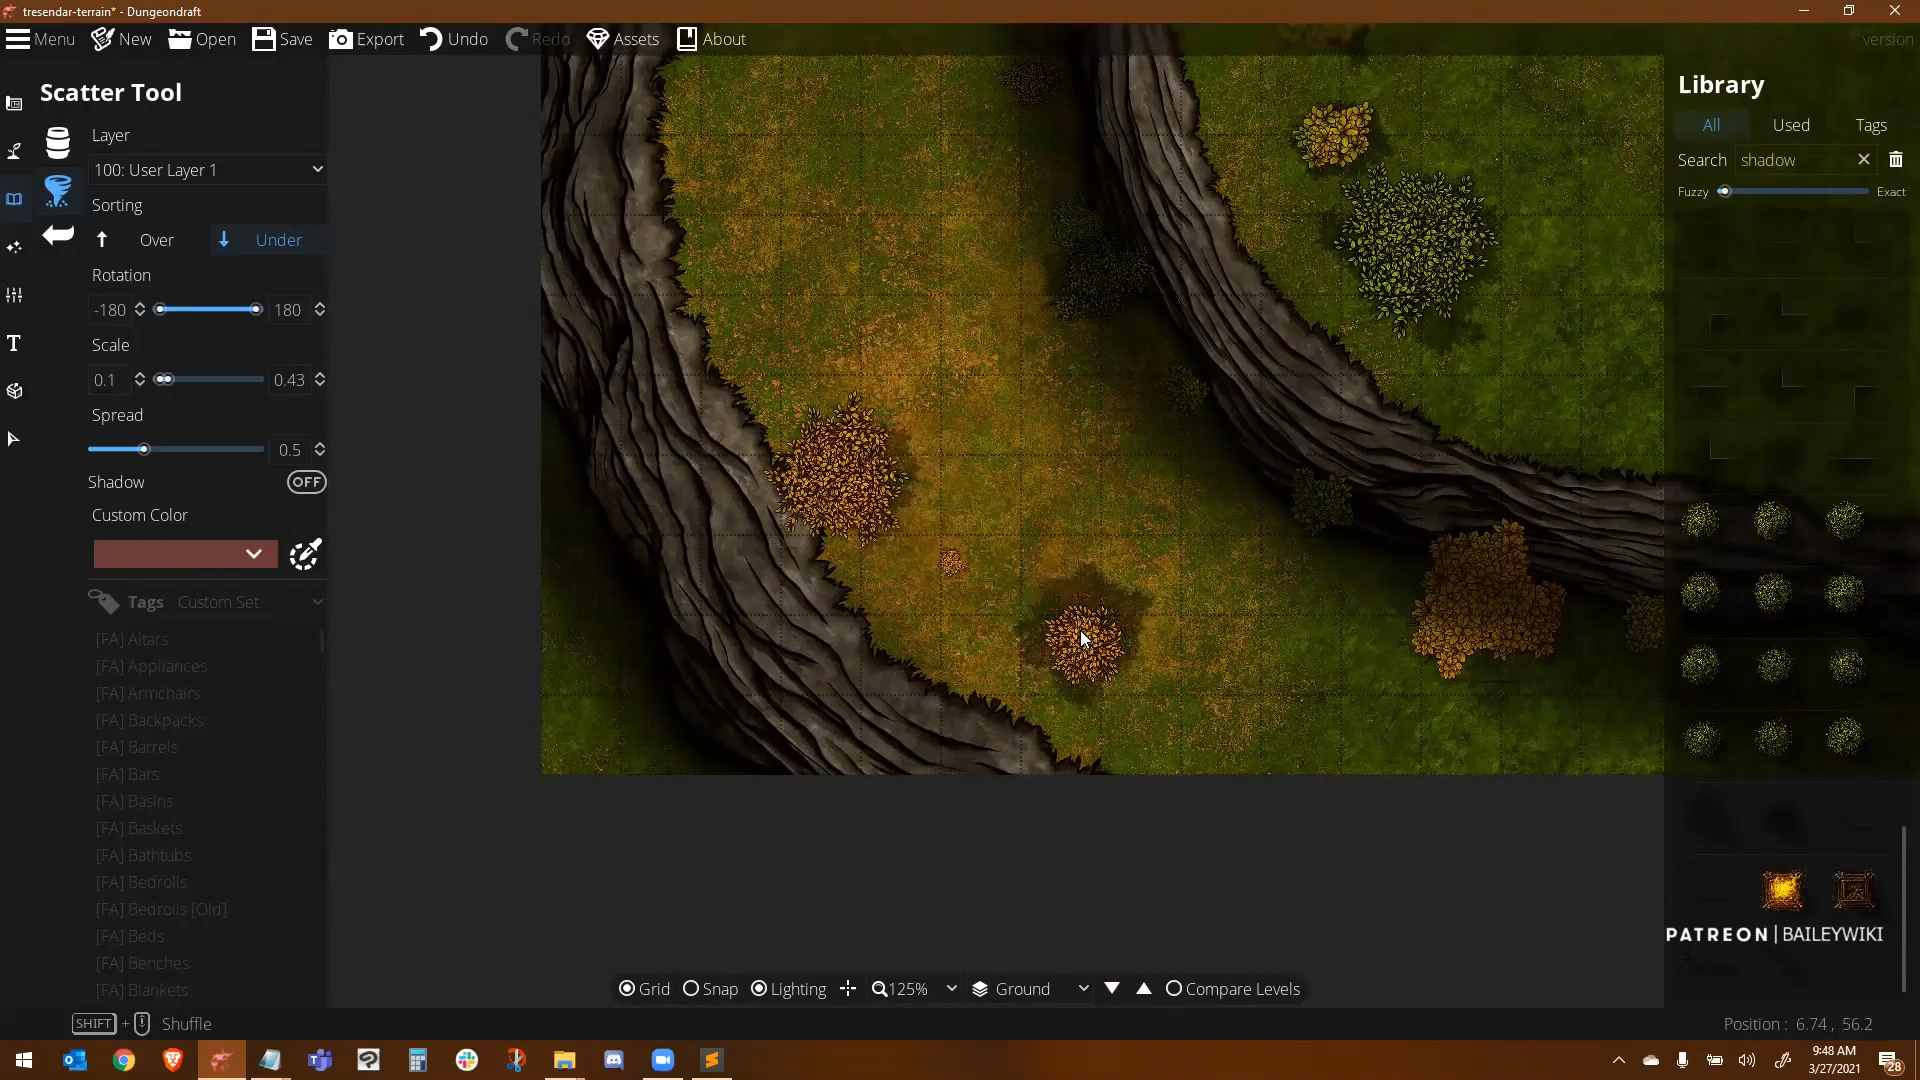 tresendar-terrain* - Dungeondraft
Menu New Open Save Export Undo Redo Assets About
version
Scatter Tool
Layer
100: User Layer 1
Sorting
Over Under
Rotation
-180 180
Scale
0.1 0.43
Spread
0.5
Shadow OFF
Custom Color
Tags Custom Set
[FA] Altars
[FA] Appliances
[FA] Armchairs
[FA] Backpacks
[FA] Barrels
[FA] Bars
[FA] Basins
[FA] Baskets
[FA] Bathtubs
[FA] Bedrolls
[FA] Bedrolls [Old]
[FA] Beds
[FA] Benches
[FA] Blankets
SHIFT + Shuffle
Library
All Used Tags
Search shadow
Fuzzy Exact
PATREON | BAILEYWIKI
Grid Snap Lighting 125% Ground Compare Levels
Position : 6.74 , 56.2
9:48 AM
3/27/2021
28